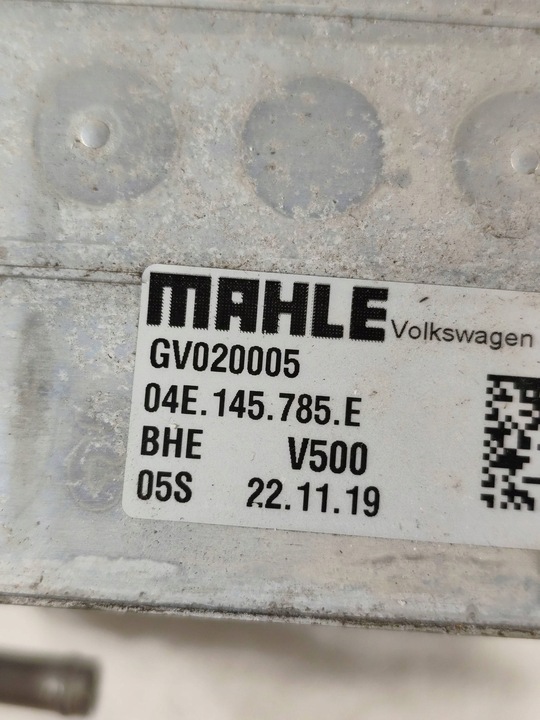 MAHLE Volkswagen
GV020005
04E.145.785.E
BHE V500
05S 22.11.19